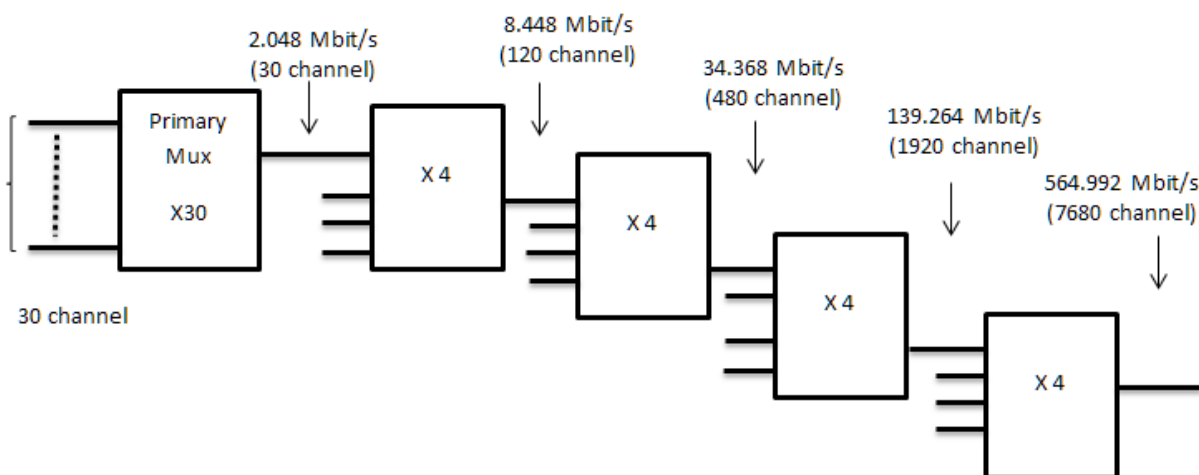 2.048 Mbit/s
(30 channel)
8.448 Mbit/s
(120 channel)
34.368 Mbit/s
(480 channel)
139.264 Mbit/s
(1920 channel)
564.992 Mbit/s
(7680 channel)
Primary
Mux
X30
X 4
X 4
X 4
X 4
30 channel